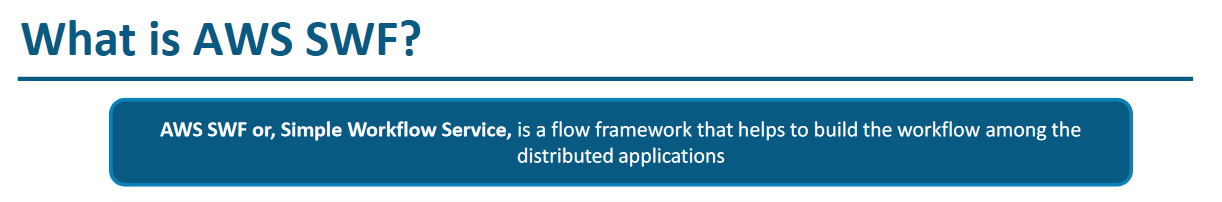 What is AWS SWF?
AWS SWF or, Simple Workflow Service, is a flow framework that helps to build the workflow among the
distributed applications